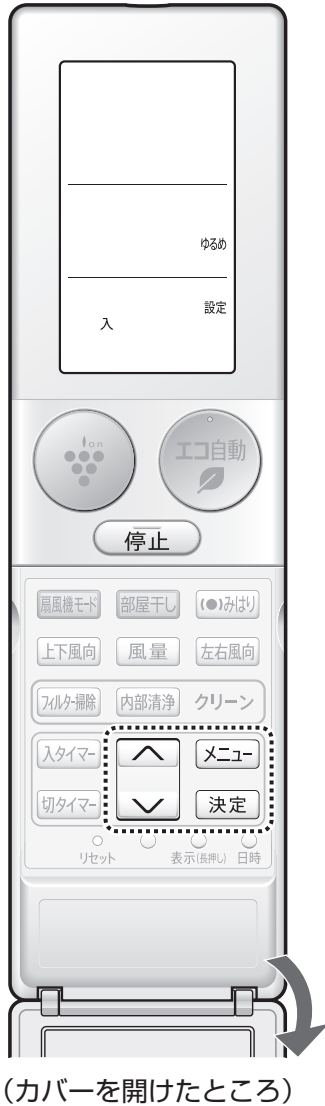 ゆるめ
設定
入
ion
エコ自動
停止
扇風機モード 部屋干し ((●))みはり
上下風向 風量 左右風向
フィルター掃除 内部清浄 クリーン
入タイマー メニュー
切タイマー 決定
リセット 表示(長押し) 日時
(カバーを開けたところ)